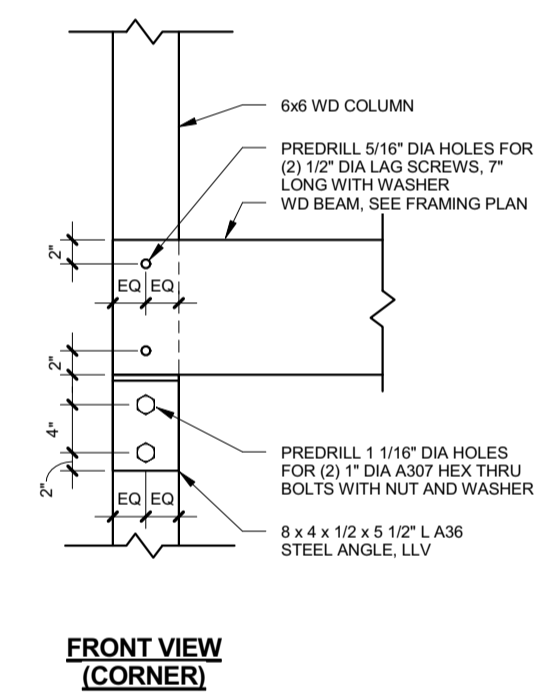 6x6 WD COLUMN
PREDRILL 5/16" DIA HOLES FOR
(2) 1/2" DIA LAG SCREWS, 7"
LONG WITH WASHER
WD BEAM, SEE FRAMING PLAN
2"
EQ EQ
2"
4"
2"
PREDRILL 1 1/16" DIA HOLES
FOR (2) 1" DIA A307 HEX THRU
BOLTS WITH NUT AND WASHER
EQ EQ
8 x 4 x 1/2 x 5 1/2" L A36
STEEL ANGLE, LLV
FRONT VIEW
(CORNER)